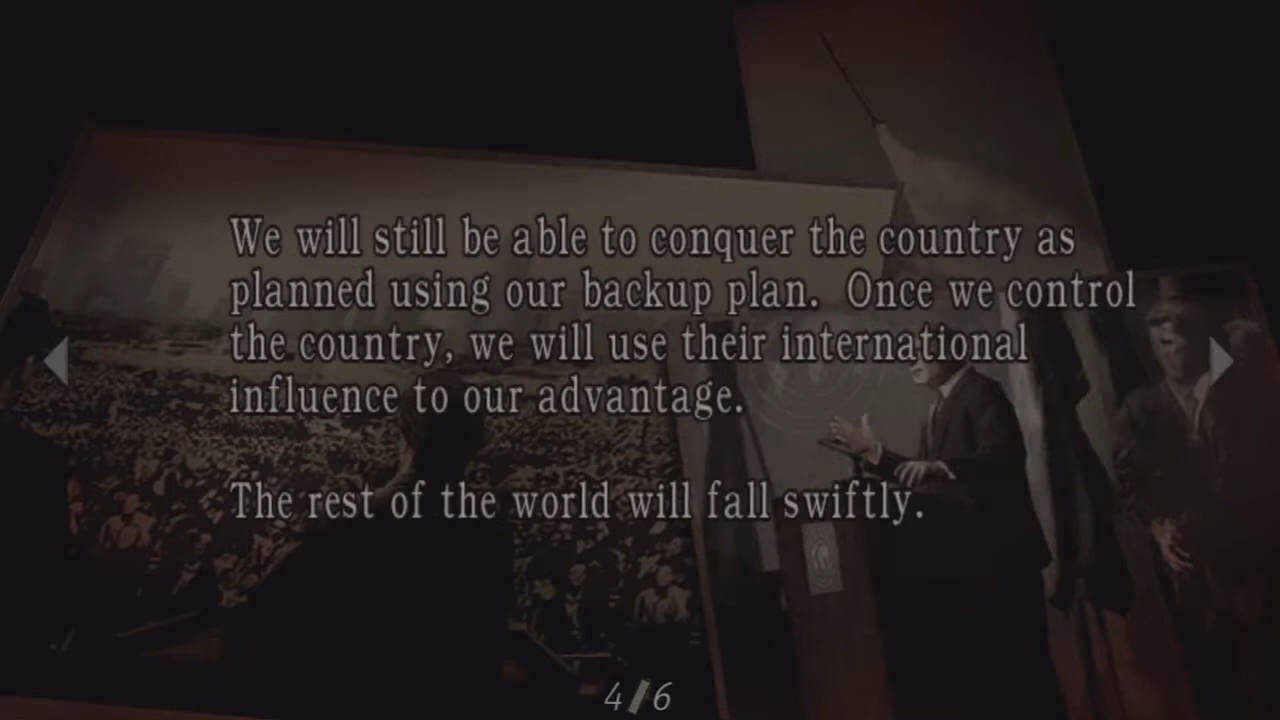 We will still be able to conquer the country as
planned using our backup plan.  Once we control
the country, we will use their international
influence to our advantage.
The rest of the world will fall swiftly.
4/6